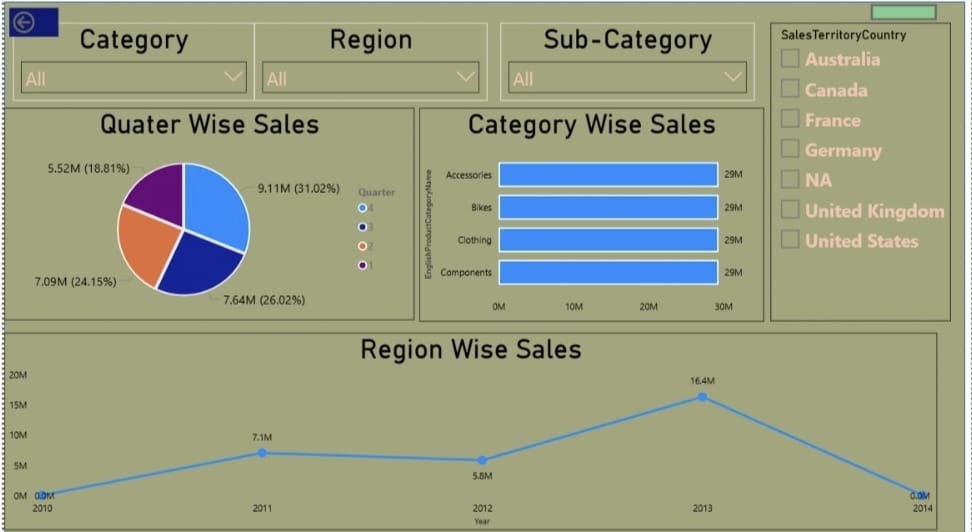 Category
All
Region
All
Sub-Category
All
SalesTerritoryCountry
Australia
Canada
France
Germany
NA
United Kingdom
United States
Quater Wise Sales
5.52M (18.81%)
9.11M (31.02%)
7.09M (24.15%)
7.64M (26.02%)
Quarter
4
3
2
1
Category Wise Sales
EnglishProductCategoryName
Accessories 29M
Bikes 29M
Clothing 29M
Components 29M
0M 10M 20M 30M
Region Wise Sales
20M
15M
10M
5M
0M
0.0M
7.1M
5.8M
16.4M
0.0M
2010 2011 2012 2013 2014
Year